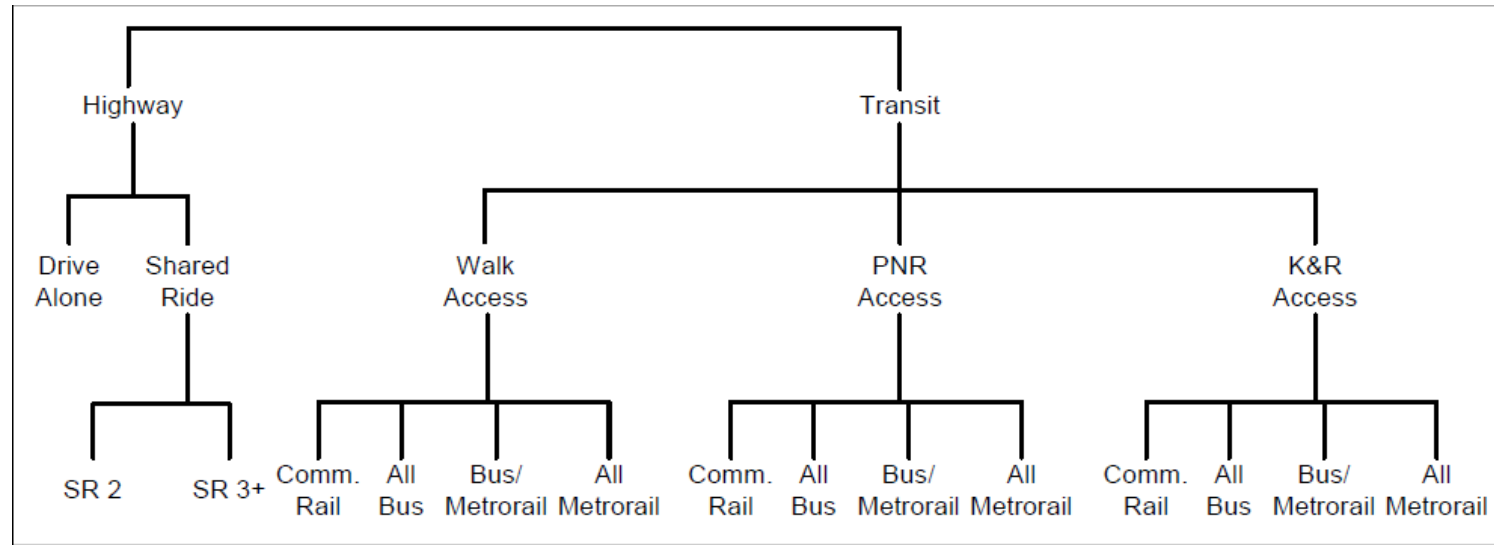 Highway
Transit
Drive
Alone
Shared
Ride
Walk
Access
PNR
Access
K&R
Access
SR 2
SR 3+
Comm.
Rail
All
Bus
Bus/
Metrorail
All
Metrorail
Comm.
Rail
All
Bus
Bus/
Metrorail
All
Metrorail
Comm.
Rail
All
Bus
Bus/
Metrorail
All
Metrorail